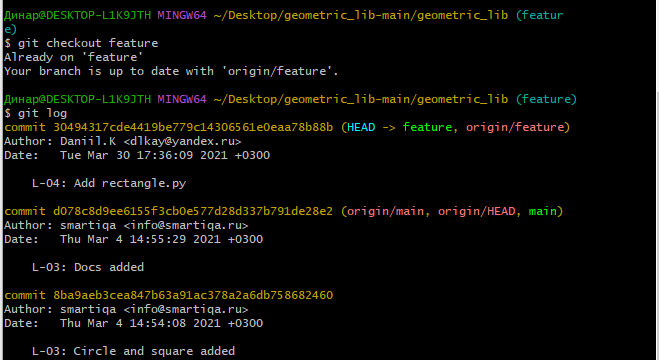 Динар@DESKTOP-L1K9JTH MINGW64 ~/Desktop/geometric_lib-main/geometric_lib (featur
e)
$ git checkout feature
Already on 'feature'
Your branch is up to date with 'origin/feature'.
Динар@DESKTOP-L1K9JTH MINGW64 ~/Desktop/geometric_lib-main/geometric_lib (feature)
$ git log
commit 30494317cde4419be779c14306561e0eaa78b88b (HEAD -> feature, origin/feature)
Author: Daniil.K <dlkay@yandex.ru>
Date:   Tue Mar 30 17:36:09 2021 +0300
    L-04: Add rectangle.py
commit d078c8d9ee6155f3cb0e577d28d337b791de28e2 (origin/main, origin/HEAD, main)
Author: smartiqa <info@smartiqa.ru>
Date:   Thu Mar 4 14:55:29 2021 +0300
    L-03: Docs added
commit 8ba9aeb3cea847b63a91ac378a2a6db758682460
Author: smartiqa <info@smartiqa.ru>
Date:   Thu Mar 4 14:54:08 2021 +0300
    L-03: Circle and square added